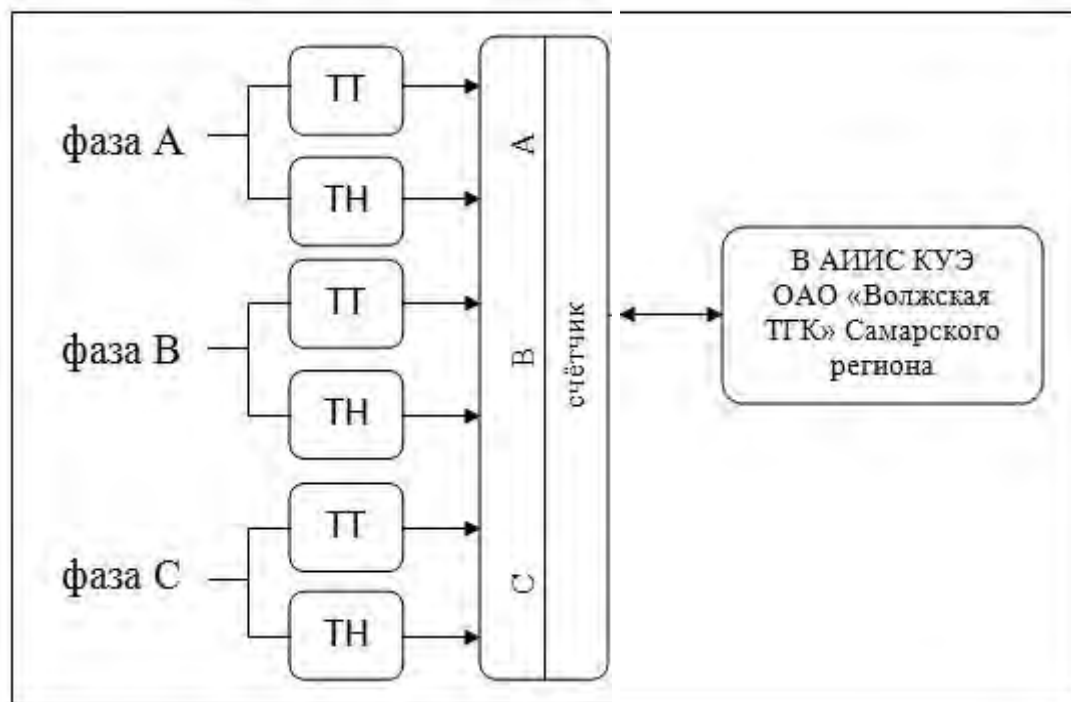 фаза А
ТТ
ТН
фаза В
ТТ
ТН
фаза С
ТТ
ТН
А
В
С
счётчик
В АИИС КУЭ
ОАО «Волжская
ТГК» Самарского
региона